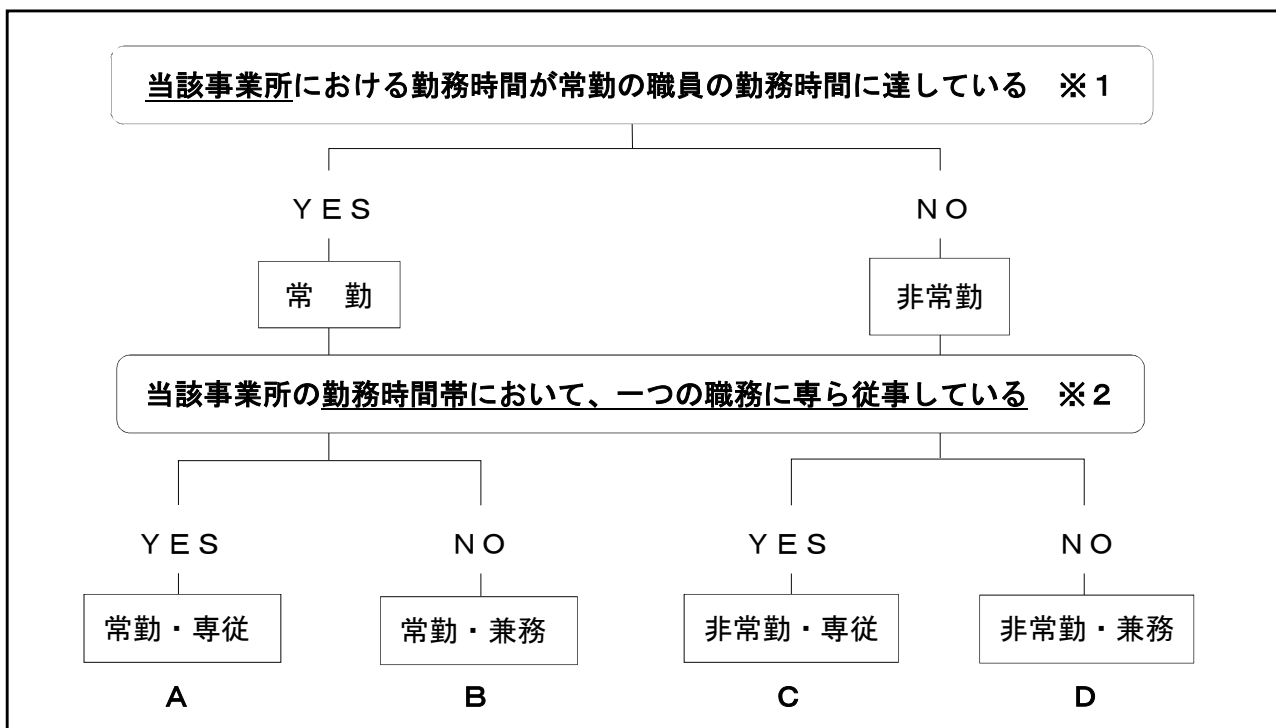 当該事業所における勤務時間が常勤の職員の勤務時間に達している　※１
ＹＥＳ
ＮＯ
常　勤
非常勤
当該事業所の勤務時間帯において、一つの職務に専ら従事している　※２
ＹＥＳ
ＮＯ
ＹＥＳ
ＮＯ
常勤・専従
常勤・兼務
非常勤・専従
非常勤・兼務
Ａ
Ｂ
Ｃ
Ｄ